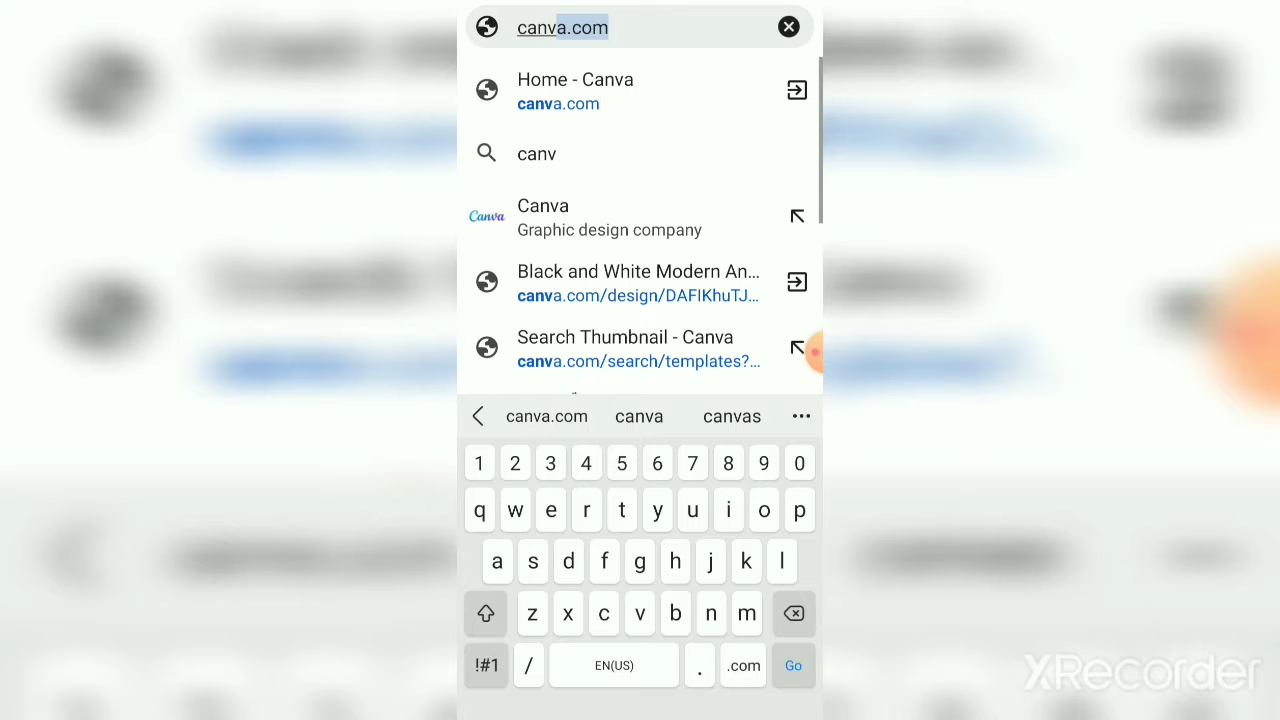 canva.com
Home - Canva
canva.com
canv
Canva
Canva
Graphic design company
Black and White Modern An...
canva.com/design/DAFIKhuTJ...
Search Thumbnail - Canva
canva.com/search/templates?...
canva.com canva canvas
1 2 3 4 5 6 7 8 9 0
q w e r t y u i o p
a s d f g h j k l
z x c v b n m
!#1 / EN(US) . .com Go
XRecorder